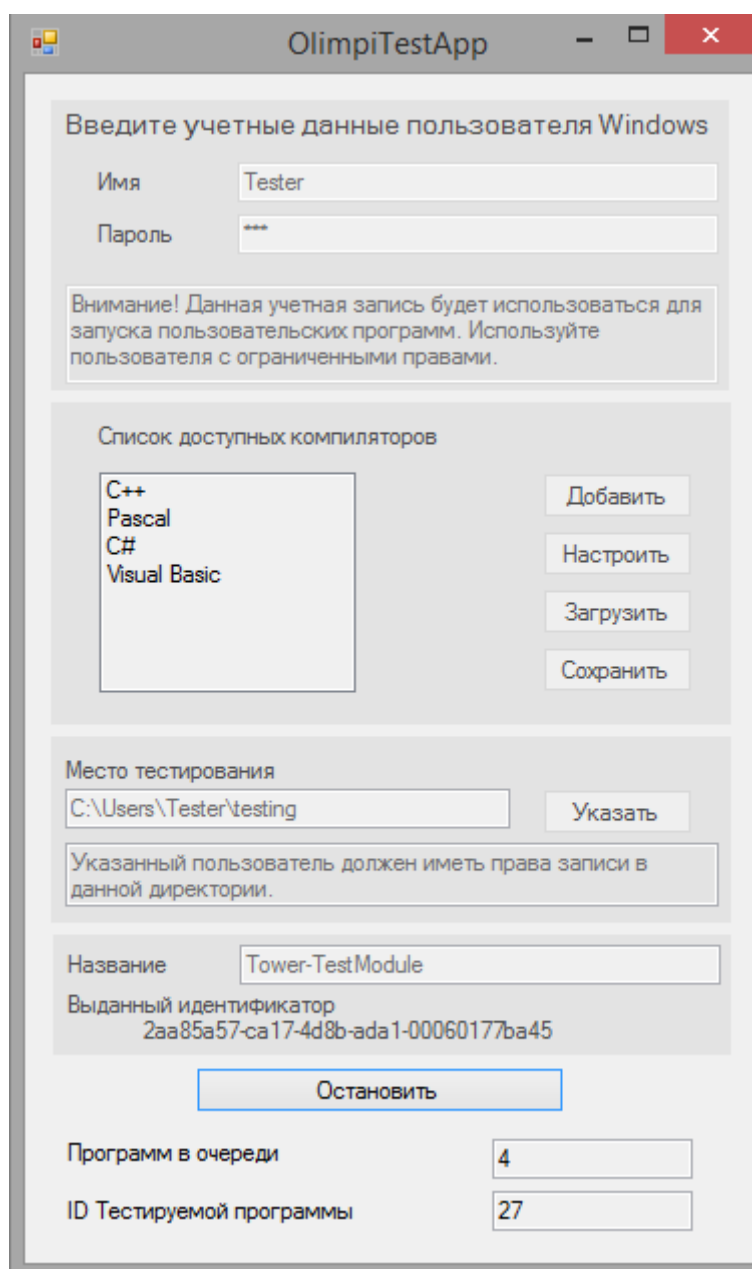 OlimpiTestApp
Введите учетные данные пользователя Windows
Имя Tester
Пароль ***
Внимание! Данная учетная запись будет использоваться для
запуска пользовательских программ. Используйте
пользователя с ограниченными правами.
Список доступных компиляторов
C++
Pascal
C#
Visual Basic
Добавить
Настроить
Загрузить
Сохранить
Место тестирования
C:\Users\Tester\testing Указать
Указанный пользователь должен иметь права записи в
данной директории.
Название Tower-TestModule
Выданный идентификатор
2aa85a57-ca17-4d8b-ada1-00060177ba45
Остановить
Программ в очереди 4
ID Тестируемой программы 27